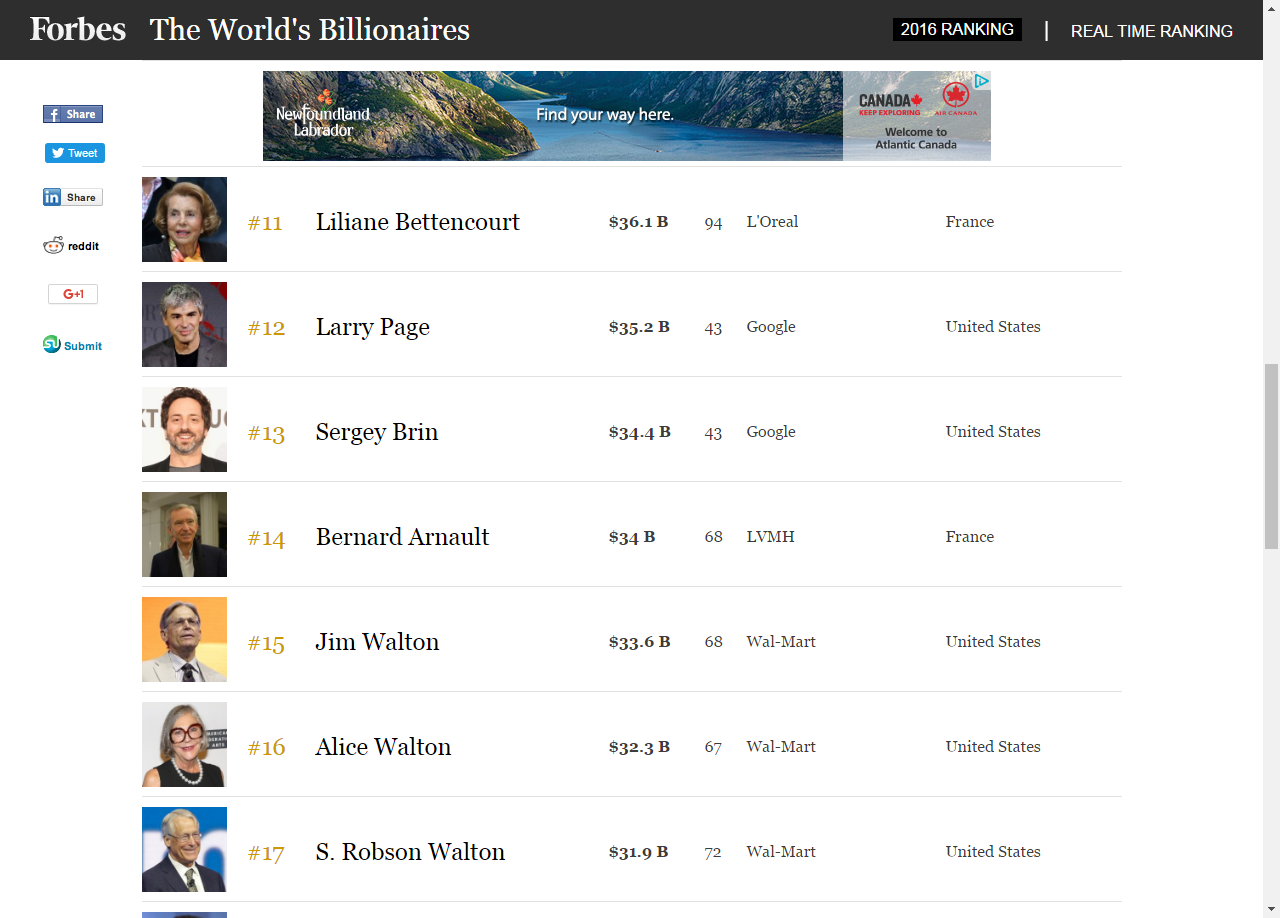 Forbes The World's Billionaires 2016 RANKING | REAL TIME RANKING
Newfoundland
Labrador
Find your way here.
CANADA
KEEP EXPLORING
AIR CANADA
Welcome to
Atlantic Canada
f Share
Tweet
in Share
reddit
G+1
Submit
#11 Liliane Bettencourt $36.1 B 94 L'Oreal France
#12 Larry Page $35.2 B 43 Google United States
#13 Sergey Brin $34.4 B 43 Google United States
#14 Bernard Arnault $34 B 68 LVMH France
#15 Jim Walton $33.6 B 68 Wal-Mart United States
#16 Alice Walton $32.3 B 67 Wal-Mart United States
#17 S. Robson Walton $31.9 B 72 Wal-Mart United States